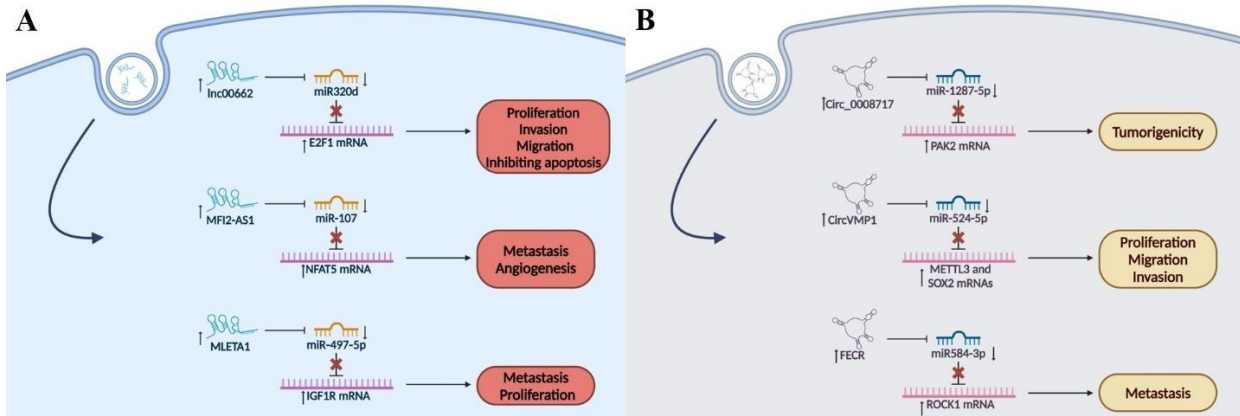 A
↑ lnc00662
miR320d ↓
↑ E2F1 mRNA
Proliferation
Invasion
Migration
Inhibiting apoptosis
↑ MFI2-AS1
miR-107 ↓
↑ NFAT5 mRNA
Metastasis
Angiogenesis
↑ MLETA1
miR-497-5p ↓
↑ IGF1R mRNA
Metastasis
Proliferation
B
↑ Circ_0008717
miR-1287-5p ↓
↑ PAK2 mRNA
Tumorigenicity
↑ CircVMP1
miR-524-5p ↓
↑ METTL3 and
SOX2 mRNAs
Proliferation
Migration
Invasion
↑ FECR
miR584-3p ↓
↑ ROCK1 mRNA
Metastasis